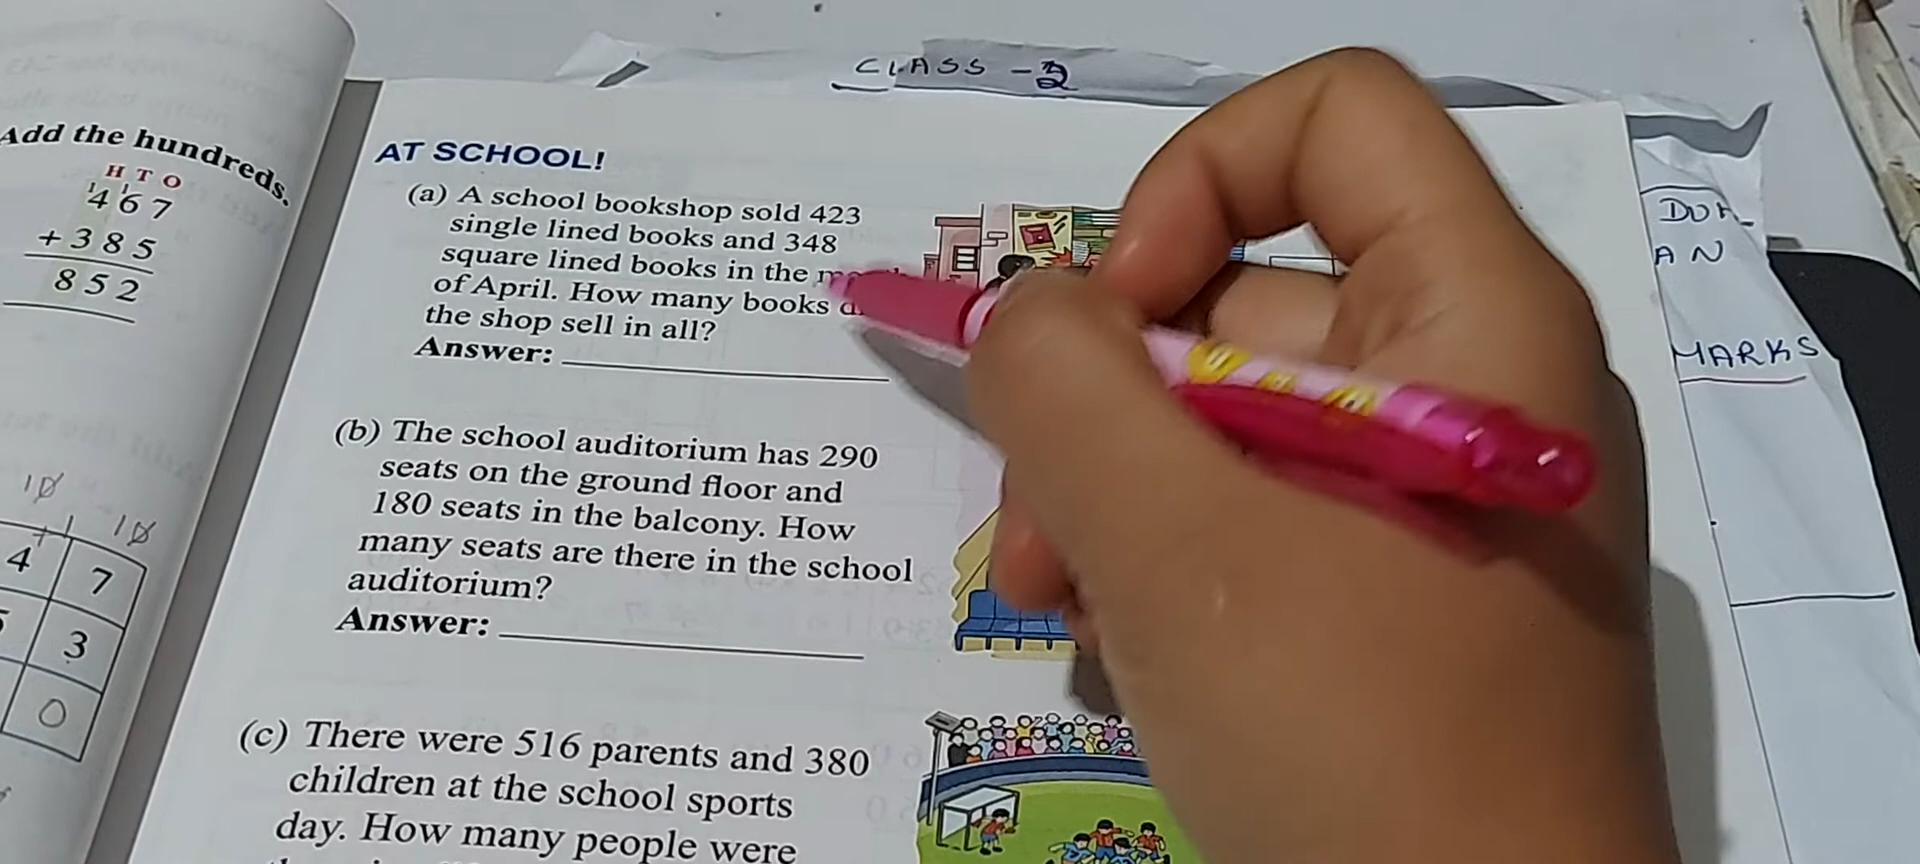 CLASS - 2
Add the hundreds.
H T O
1 1
4 6 7
+ 3 8 5
8 5 2
4 7
3
0
AT SCHOOL!
(a) A school bookshop sold 423
single lined books and 348
square lined books in the
of April. How many books
the shop sell in all?
Answer:
(b) The school auditorium has 290
seats on the ground floor and
180 seats in the balcony. How
many seats are there in the school
auditorium?
Answer:
(c) There were 516 parents and 380
children at the school sports
day. How many people were
AN
MARKS